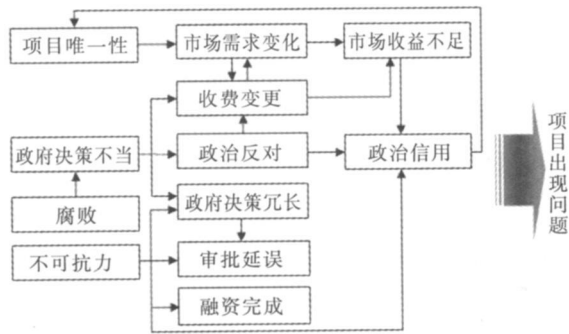 项目唯一性
市场需求变化
市场收益不足
收费变更
政府决策不当
政治反对
政治信用
腐败
政府决策冗长
不可抗力
审批延误
融资完成
项目出现问题